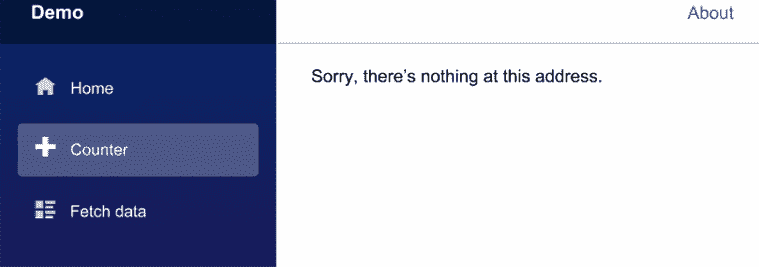 Demo
About
Home
Counter
Fetch data
Sorry, there's nothing at this address.